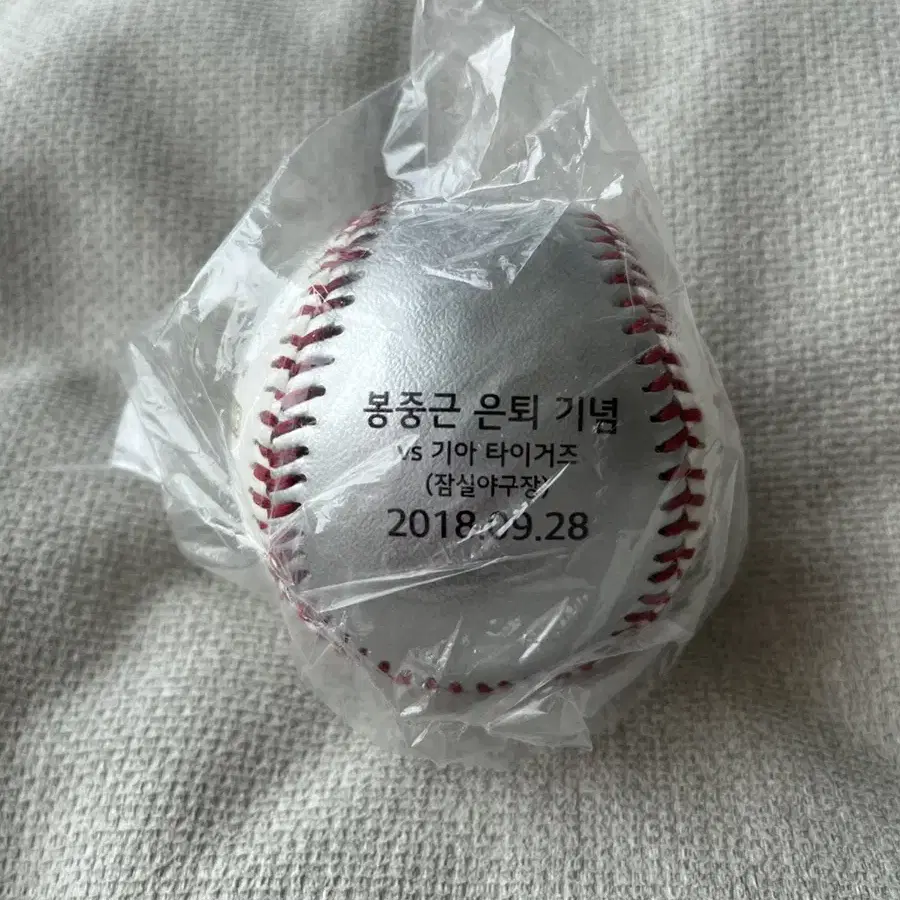 봉중근 은퇴 기념
vs 기아 타이거즈
(잠실야구장)
2018.09.28